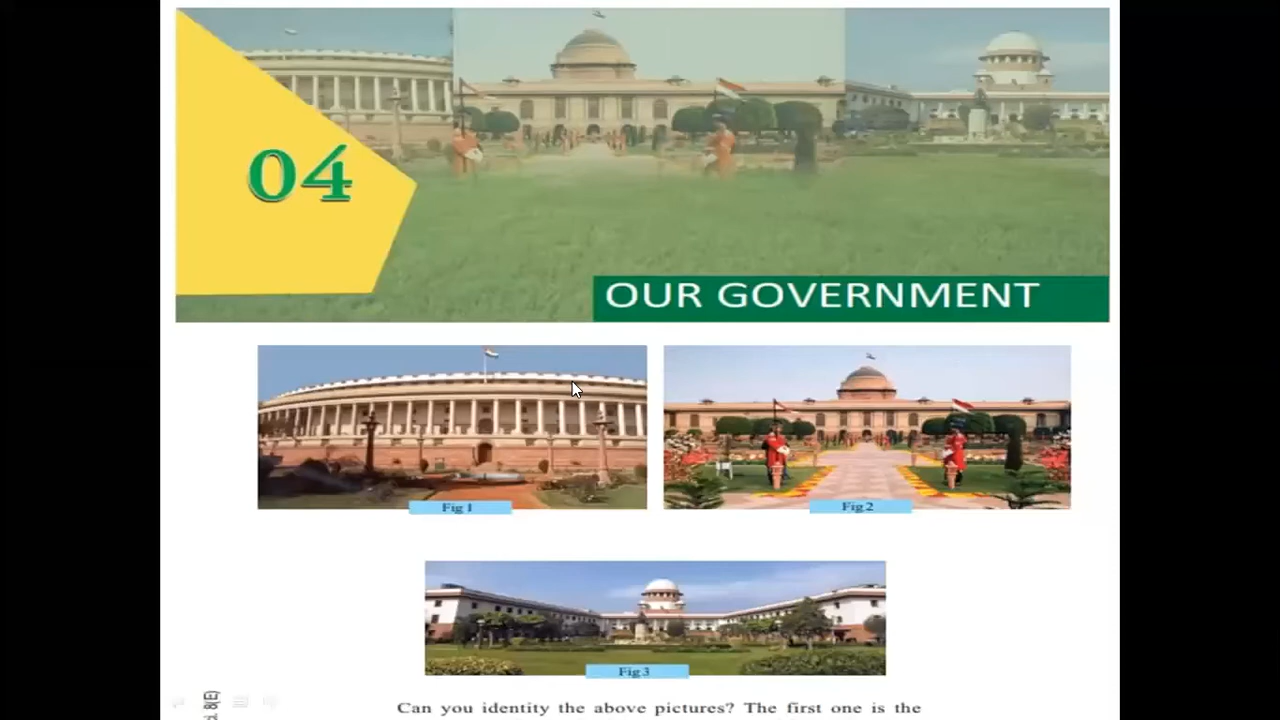 04
OUR GOVERNMENT
Fig 1
Fig 2
Fig 3
Can you identity the above pictures? The first one is the